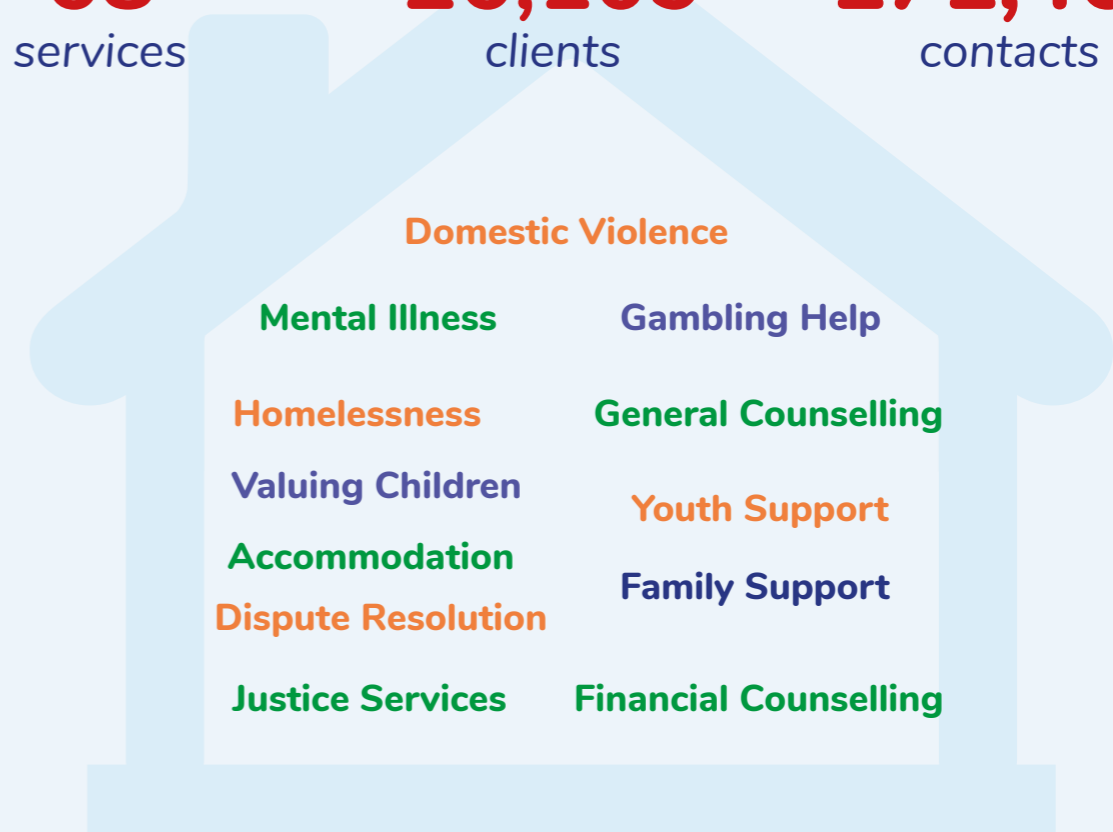 services clients contacts
Domestic Violence
Mental Illness Gambling Help
Homelessness General Counselling
Valuing Children
Youth Support
Accommodation
Family Support
Dispute Resolution
Justice Services Financial Counselling